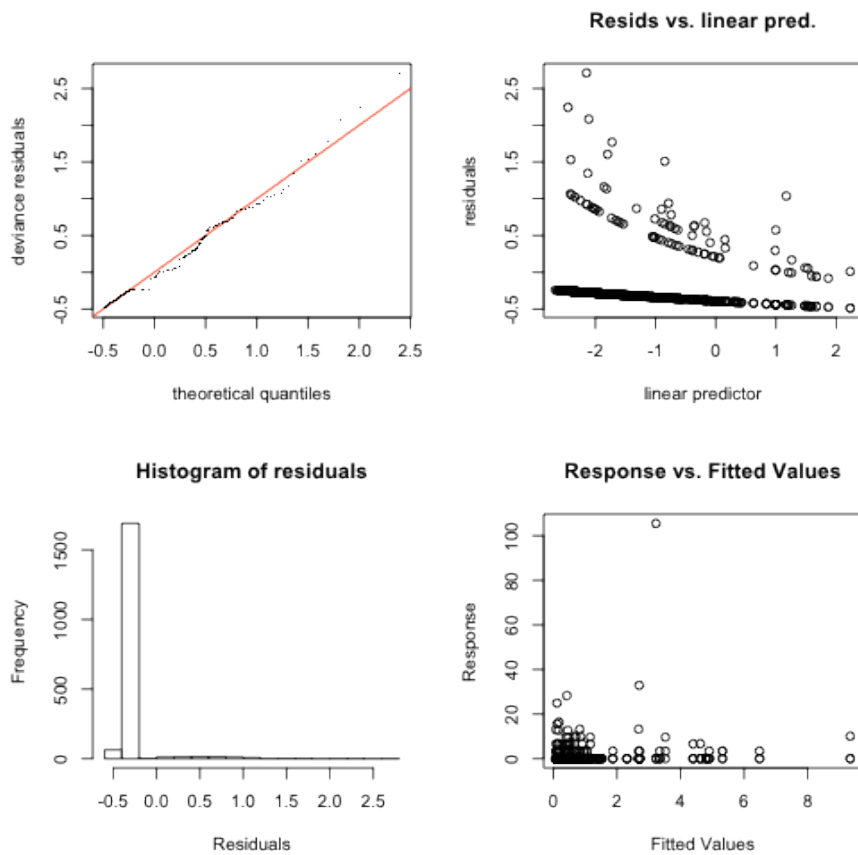 deviance residuals
-0.5 0.5 1.5 2.5
-0.5 0.0 0.5 1.0 1.5 2.0 2.5
theoretical quantiles
Resids vs. linear pred.
residuals
-0.5 0.5 1.5 2.5
-2 -1 0 1 2
linear predictor
Histogram of residuals
Frequency
0 500 1000 1500
-0.5 0.0 0.5 1.0 1.5 2.0 2.5
Residuals
Response vs. Fitted Values
Response
0 20 40 60 80 100
0 2 4 6 8
Fitted Values